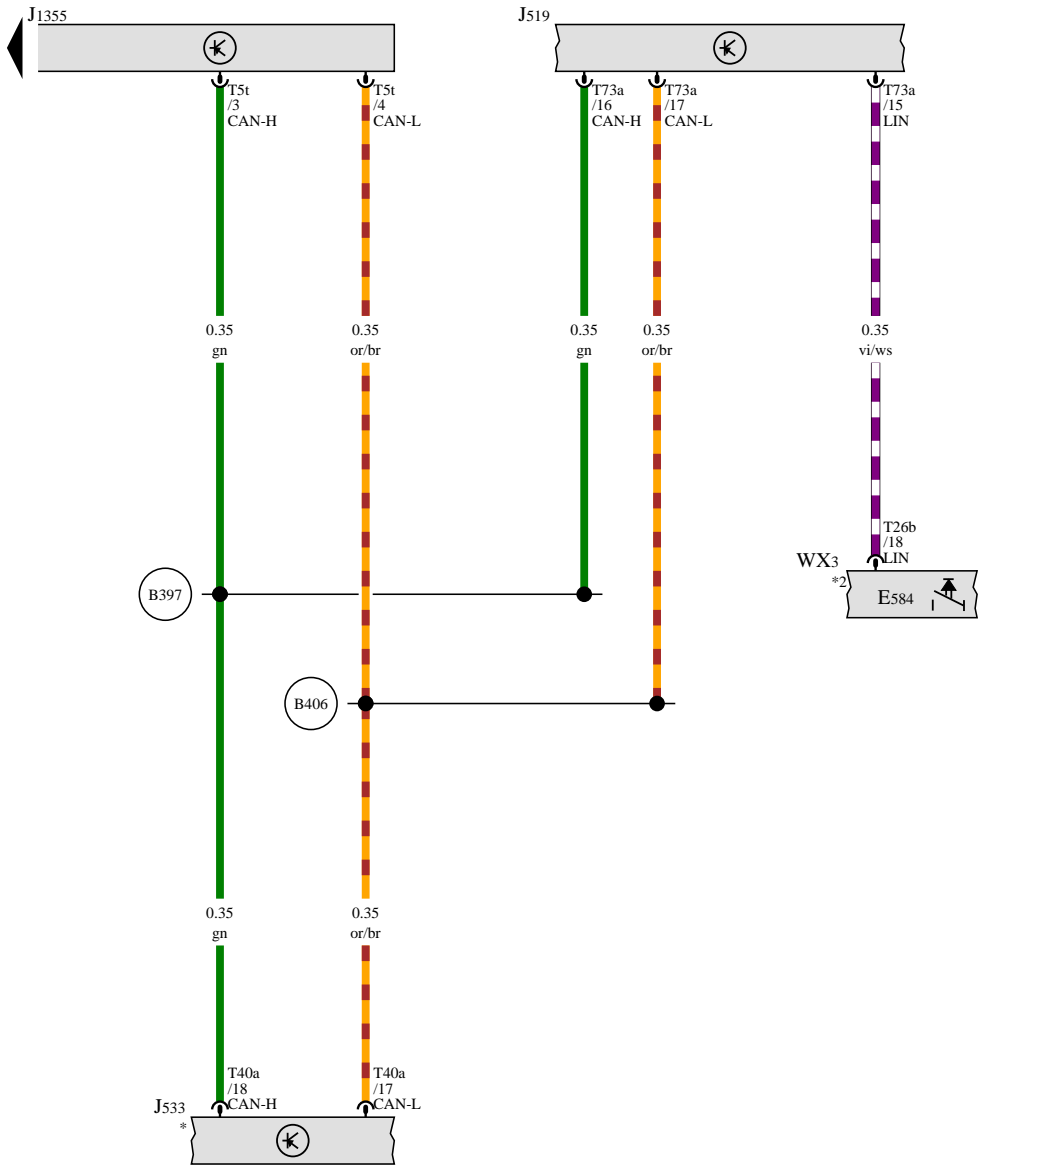 J1355
J519
T5t
/3
CAN-H
T5t
/4
CAN-L
T73a
/16
CAN-H
T73a
/17
CAN-L
T73a
/15
LIN
0.35
gn
0.35
or/br
0.35
gn
0.35
or/br
0.35
vi/ws
T26b
/18
LIN
WX3
*2
E584
B397
B406
0.35
gn
0.35
or/br
T40a
/18
CAN-H
T40a
/17
CAN-L
J533
*